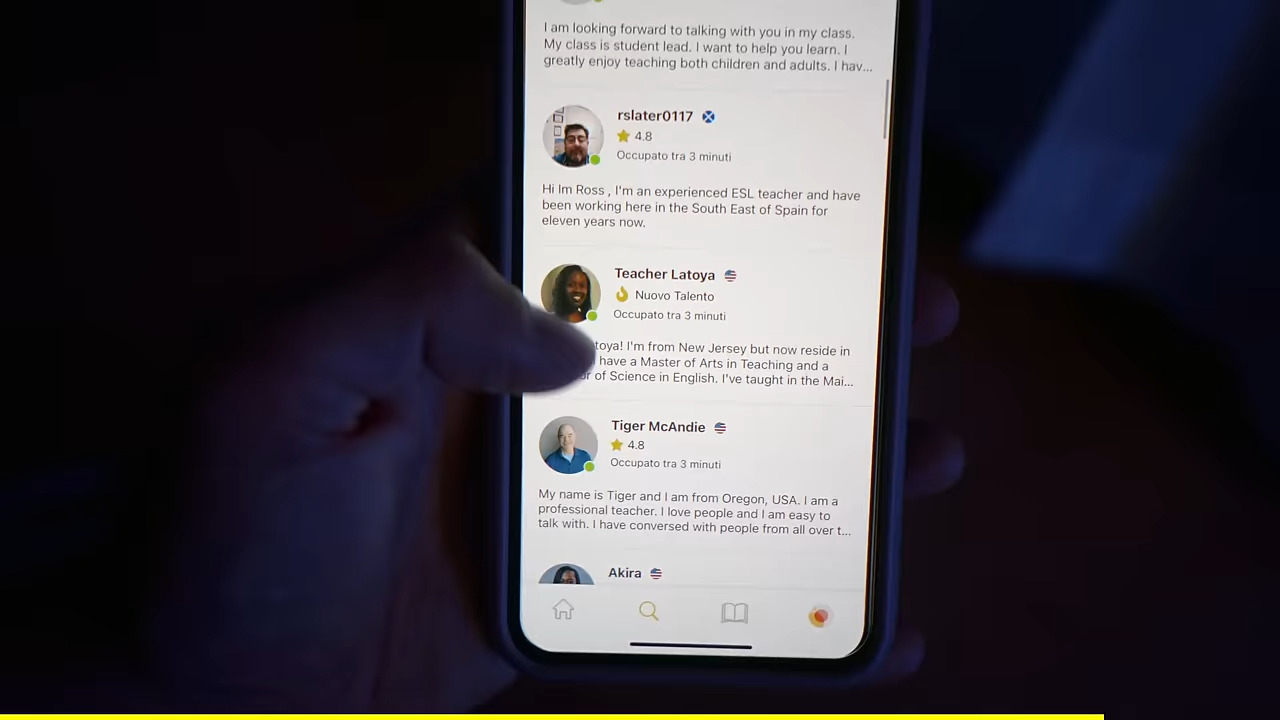 I am looking forward to talking with you in my class.
My class is student lead. I want to help you learn. I
greatly enjoy teaching both children and adults. I hav...
rslater0117
4.8
Occupato tra 3 minuti
Hi Im Ross , I'm an experienced ESL teacher and have
been working here in the South East of Spain for
eleven years now.
Teacher Latoya
Nuovo Talento
Occupato tra 3 minuti
toya! I'm from New Jersey but now reside in
have a Master of Arts in Teaching and a
of Science in English. I've taught in the Mai...
Tiger McAndie
4.8
Occupato tra 3 minuti
My name is Tiger and I am from Oregon, USA. I am a
professional teacher. I love people and I am easy to
talk with. I have conversed with people from all over t...
Akira